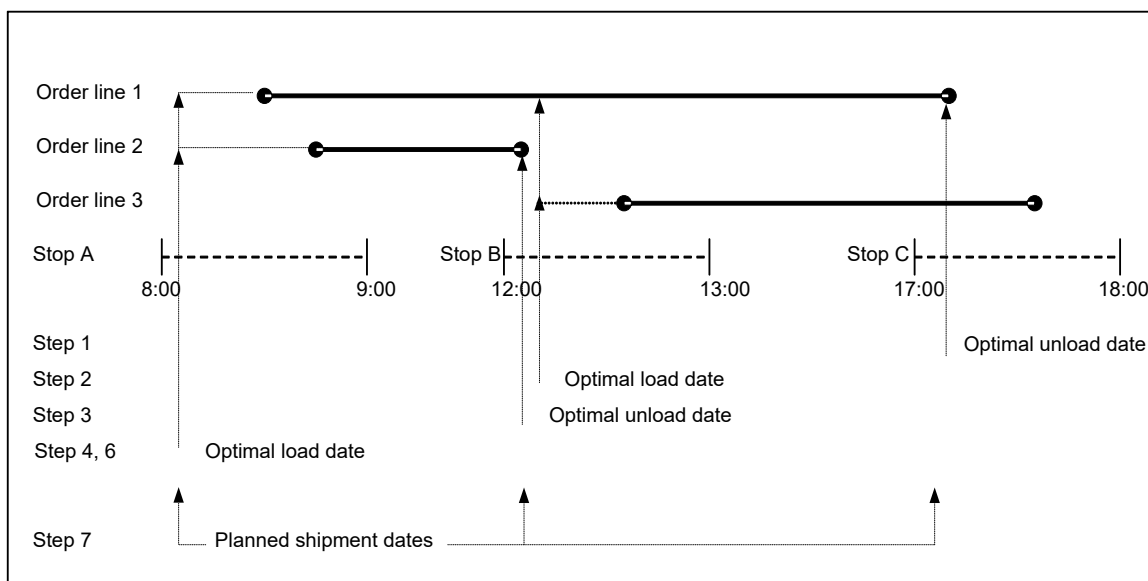 Order line 1
Order line 2
Order line 3
Stop A
Stop B
Stop C
8:00
9:00
12:00
13:00
17:00
18:00
Step 1
Optimal unload date
Step 2
Optimal load date
Step 3
Optimal unload date
Step 4, 6
Optimal load date
Step 7
Planned shipment dates